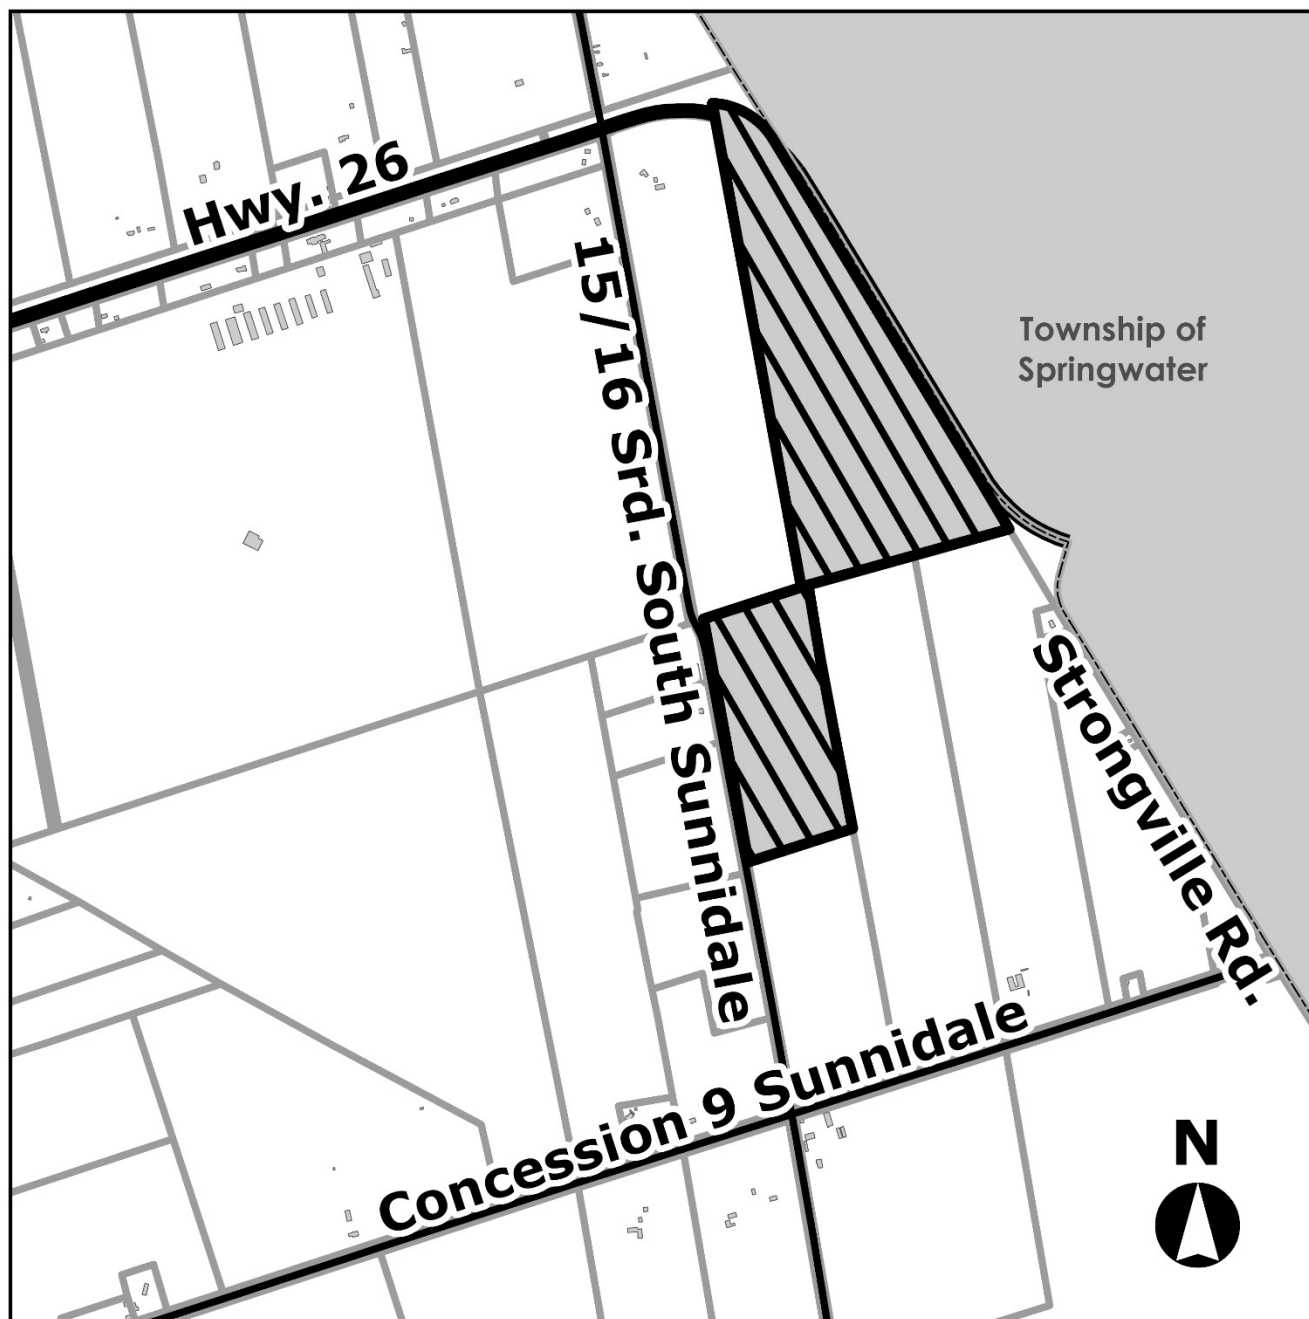 Hwy. 26
15/16 Srd. South Sunnidale
Township of
Springwater
Strongville Rd.
Concession 9 Sunnidale
N